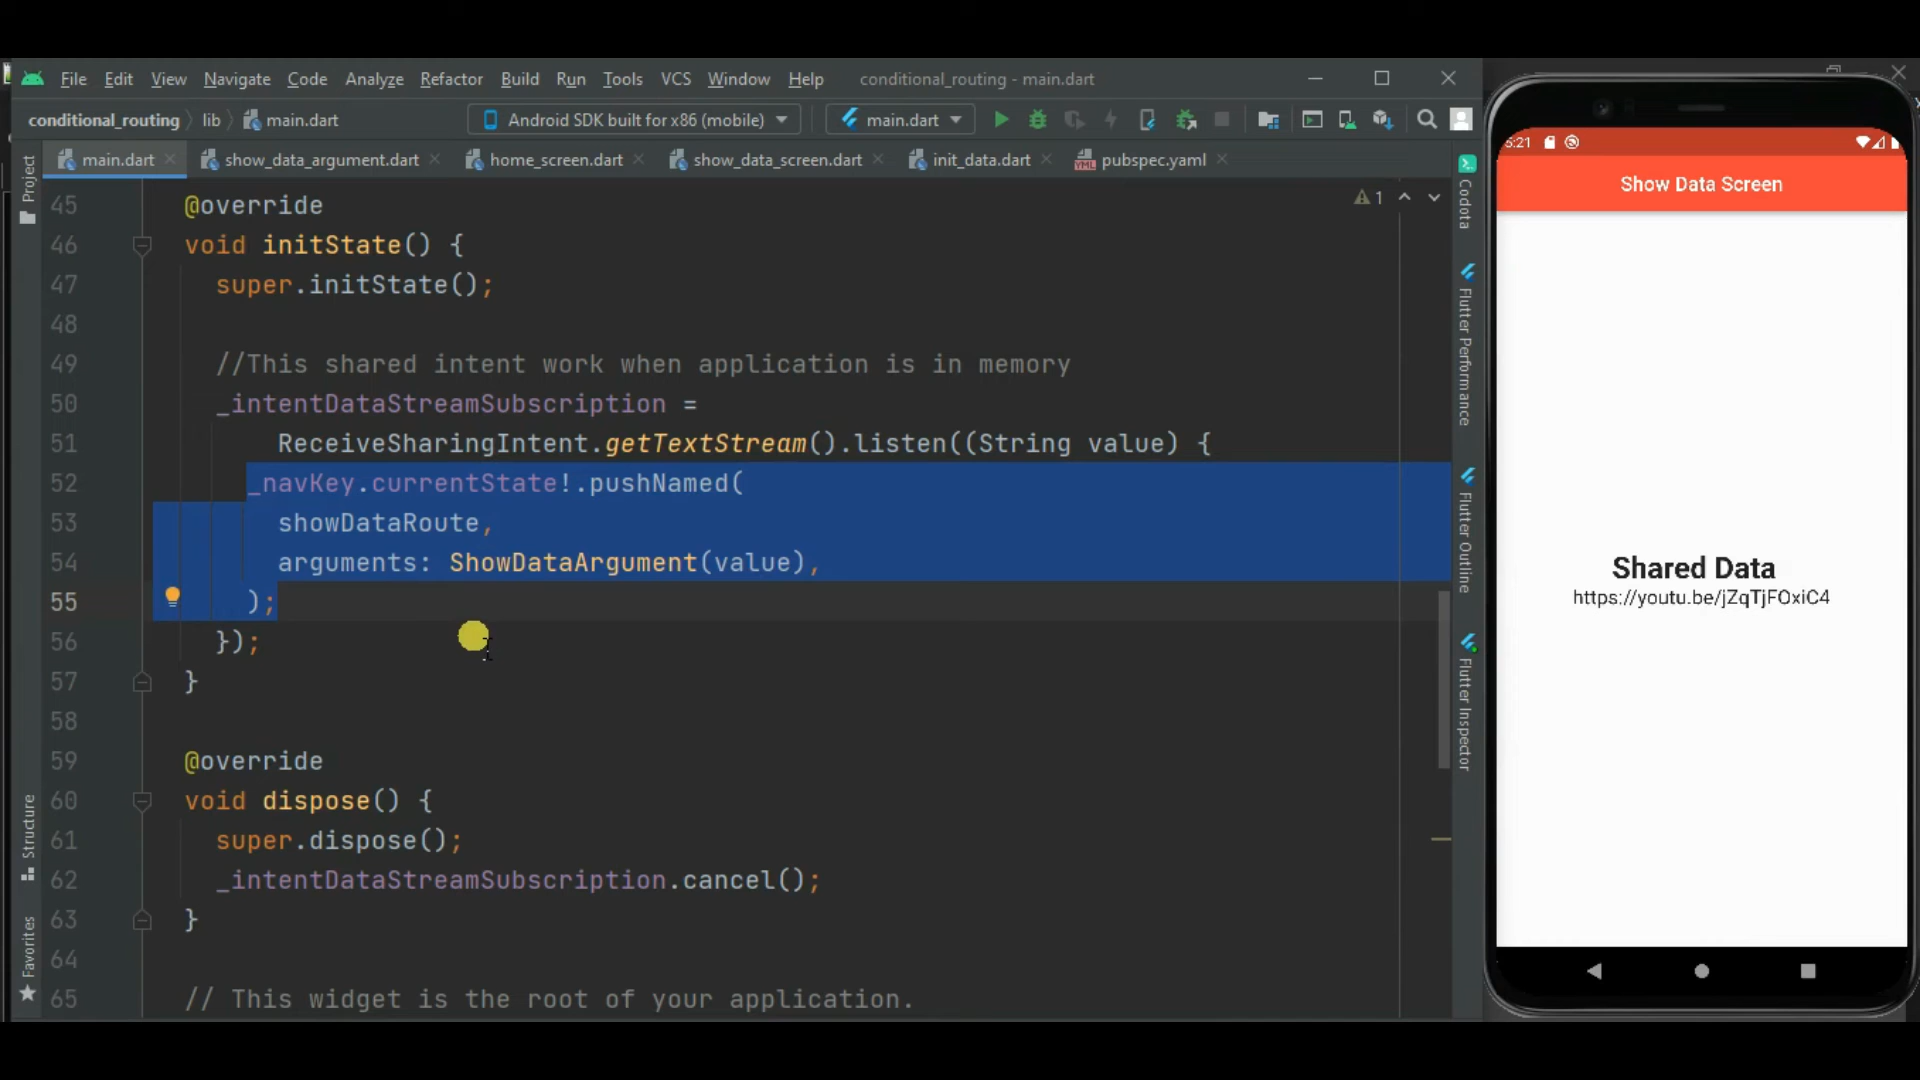 File Edit View Navigate Code Analyze Refactor Build Run Tools VCS Window Help conditional_routing - main.dart
conditional_routing lib main.dart Android SDK built for x86 (mobile) main.dart
main.dart show_data_argument.dart home_screen.dart show_data_screen.dart init_data.dart pubspec.yaml
Project
Structure
Favorites
1
45 @override
46 void initState() {
47 super.initState();
48
49 //This shared intent work when application is in memory
50 _intentDataStreamSubscription =
51 ReceiveSharingIntent.getTextStream().listen((String value) {
52 _navKey.currentState!.pushNamed(
53 showDataRoute,
54 arguments: ShowDataArgument(value),
55 );
56 });
57 }
58
59 @override
60 void dispose() {
61 super.dispose();
62 _intentDataStreamSubscription.cancel();
63 }
64
65 // This widget is the root of your application.
Codota
Flutter Performance
Flutter Outline
Flutter Inspector
5:21
Show Data Screen
Shared Data
https://youtu.be/jZqTjFOxiC4